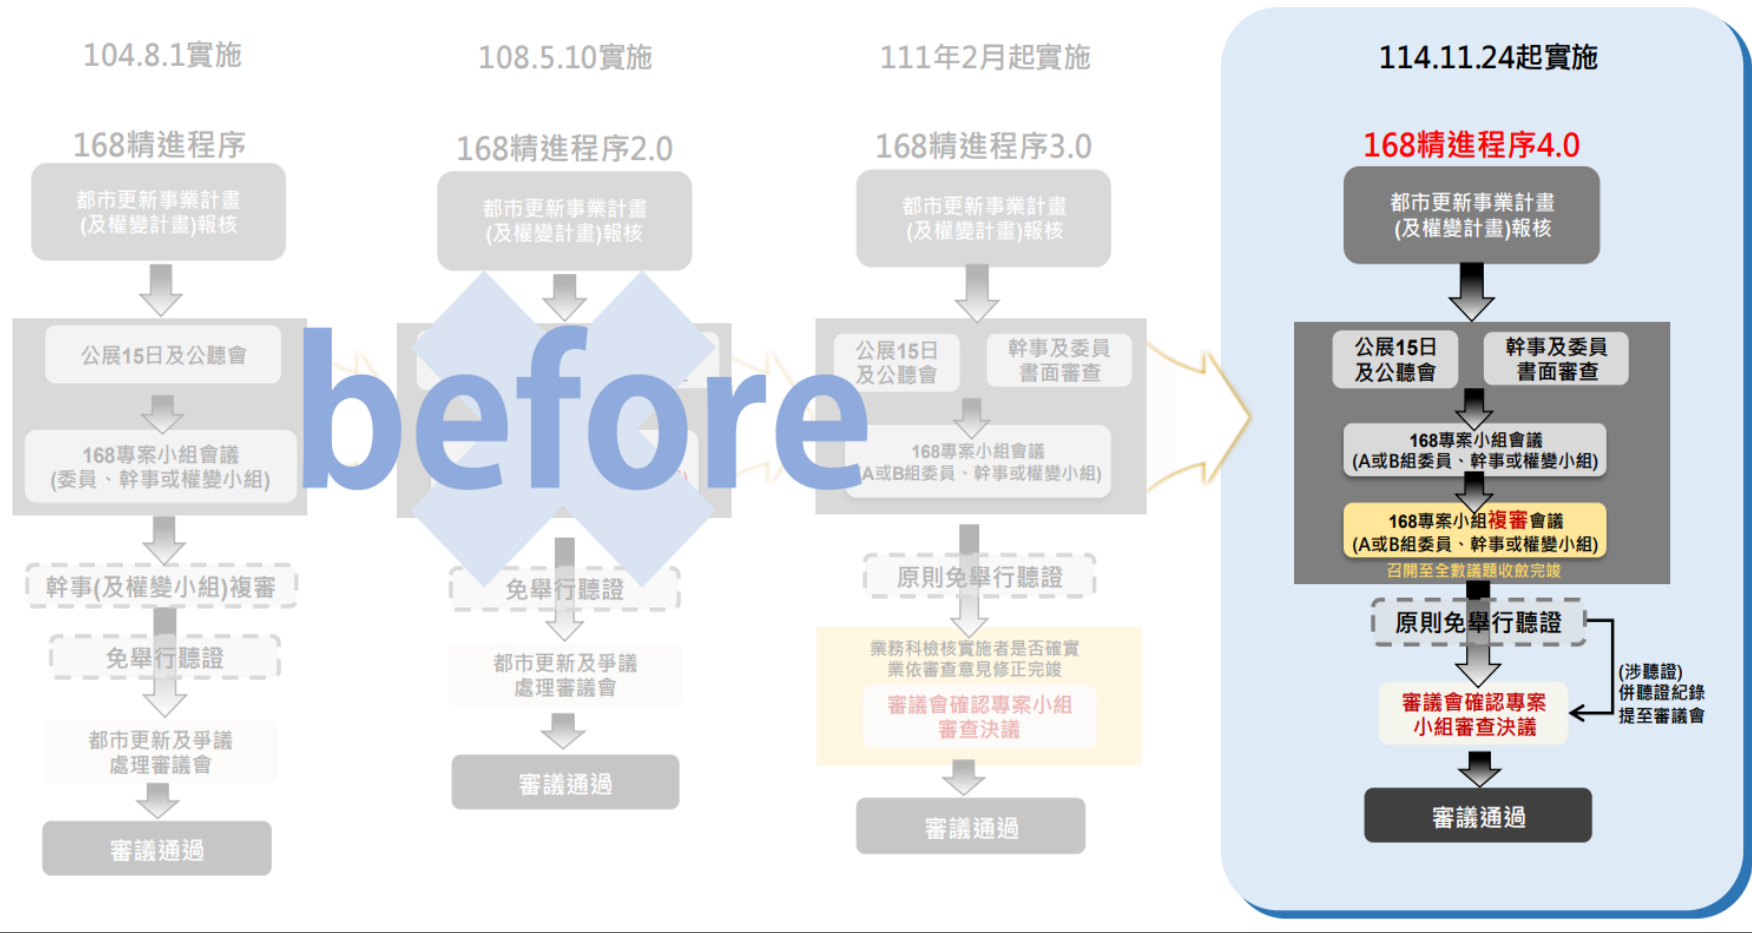 104.8.1實施
168精進程序
都市更新事業計畫
(及權變計畫)報核
公展15日及公聽會
168專案小組會議
(委員、幹事或權變小組)
幹事(及權變小組)複審
免舉行聽證
都市更新及爭議
處理審議會
審議通過
108.5.10實施
168精進程序2.0
都市更新事業計畫
(及權變計畫)報核
before
免舉行聽證
都市更新及爭議
處理審議會
審議通過
111年2月起實施
168精進程序3.0
都市更新事業計畫
(及權變計畫)報核
公展15日
及公聽會
幹事及委員
書面審查
168專案小組會議
(A或B組委員、幹事或權變小組)
原則免舉行聽證
業務科檢核實施者是否確實
業依審查意見修正完竣
審議會確認專案小組
審查決議
審議通過
114.11.24起實施
168精進程序4.0
都市更新事業計畫
(及權變計畫)報核
公展15日
及公聽會
幹事及委員
書面審查
168專案小組會議
(A或B組委員、幹事或權變小組)
168專案小組複審會議
(A或B組委員、幹事或權變小組)
召開至全數議題收斂完竣
原則免舉行聽證
(涉聽證)
併聽證紀錄
提至審議會
審議會確認專案
小組審查決議
審議通過